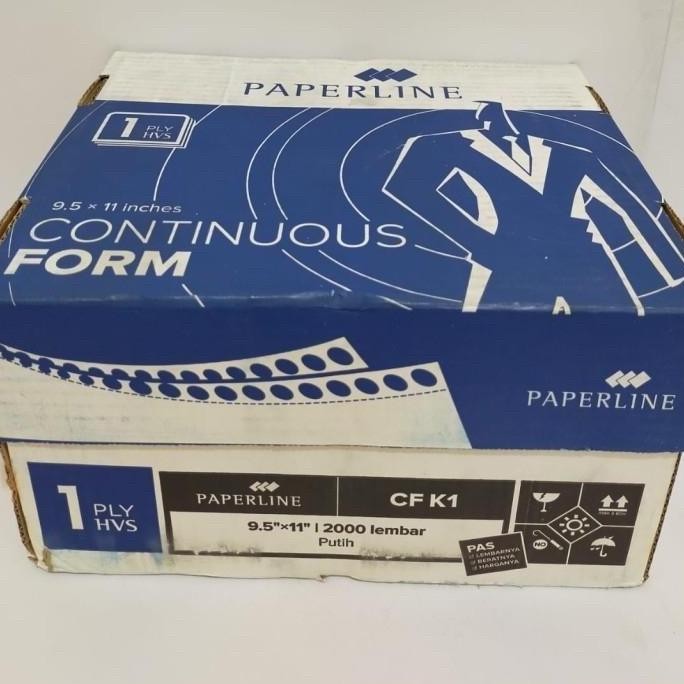 PAPERLINE
1 PLY
HVS
9.5 × 11 inches
CONTINUOUS
FORM
PAPERLINE
1 PLY
HVS
PAPERLINE
CF K1
9.5"×11" | 2000 lembar
Putih
PAS
LEMBARNYA
BERATNYA
HARGANYA
NO